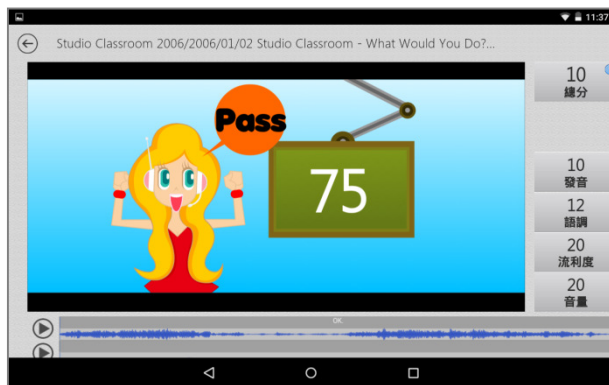 11:37
Studio Classroom 2006/2006/01/02 Studio Classroom - What Would You Do?...
Pass
75
10
總分
10
發音
12
語調
20
流利度
20
音量
OK